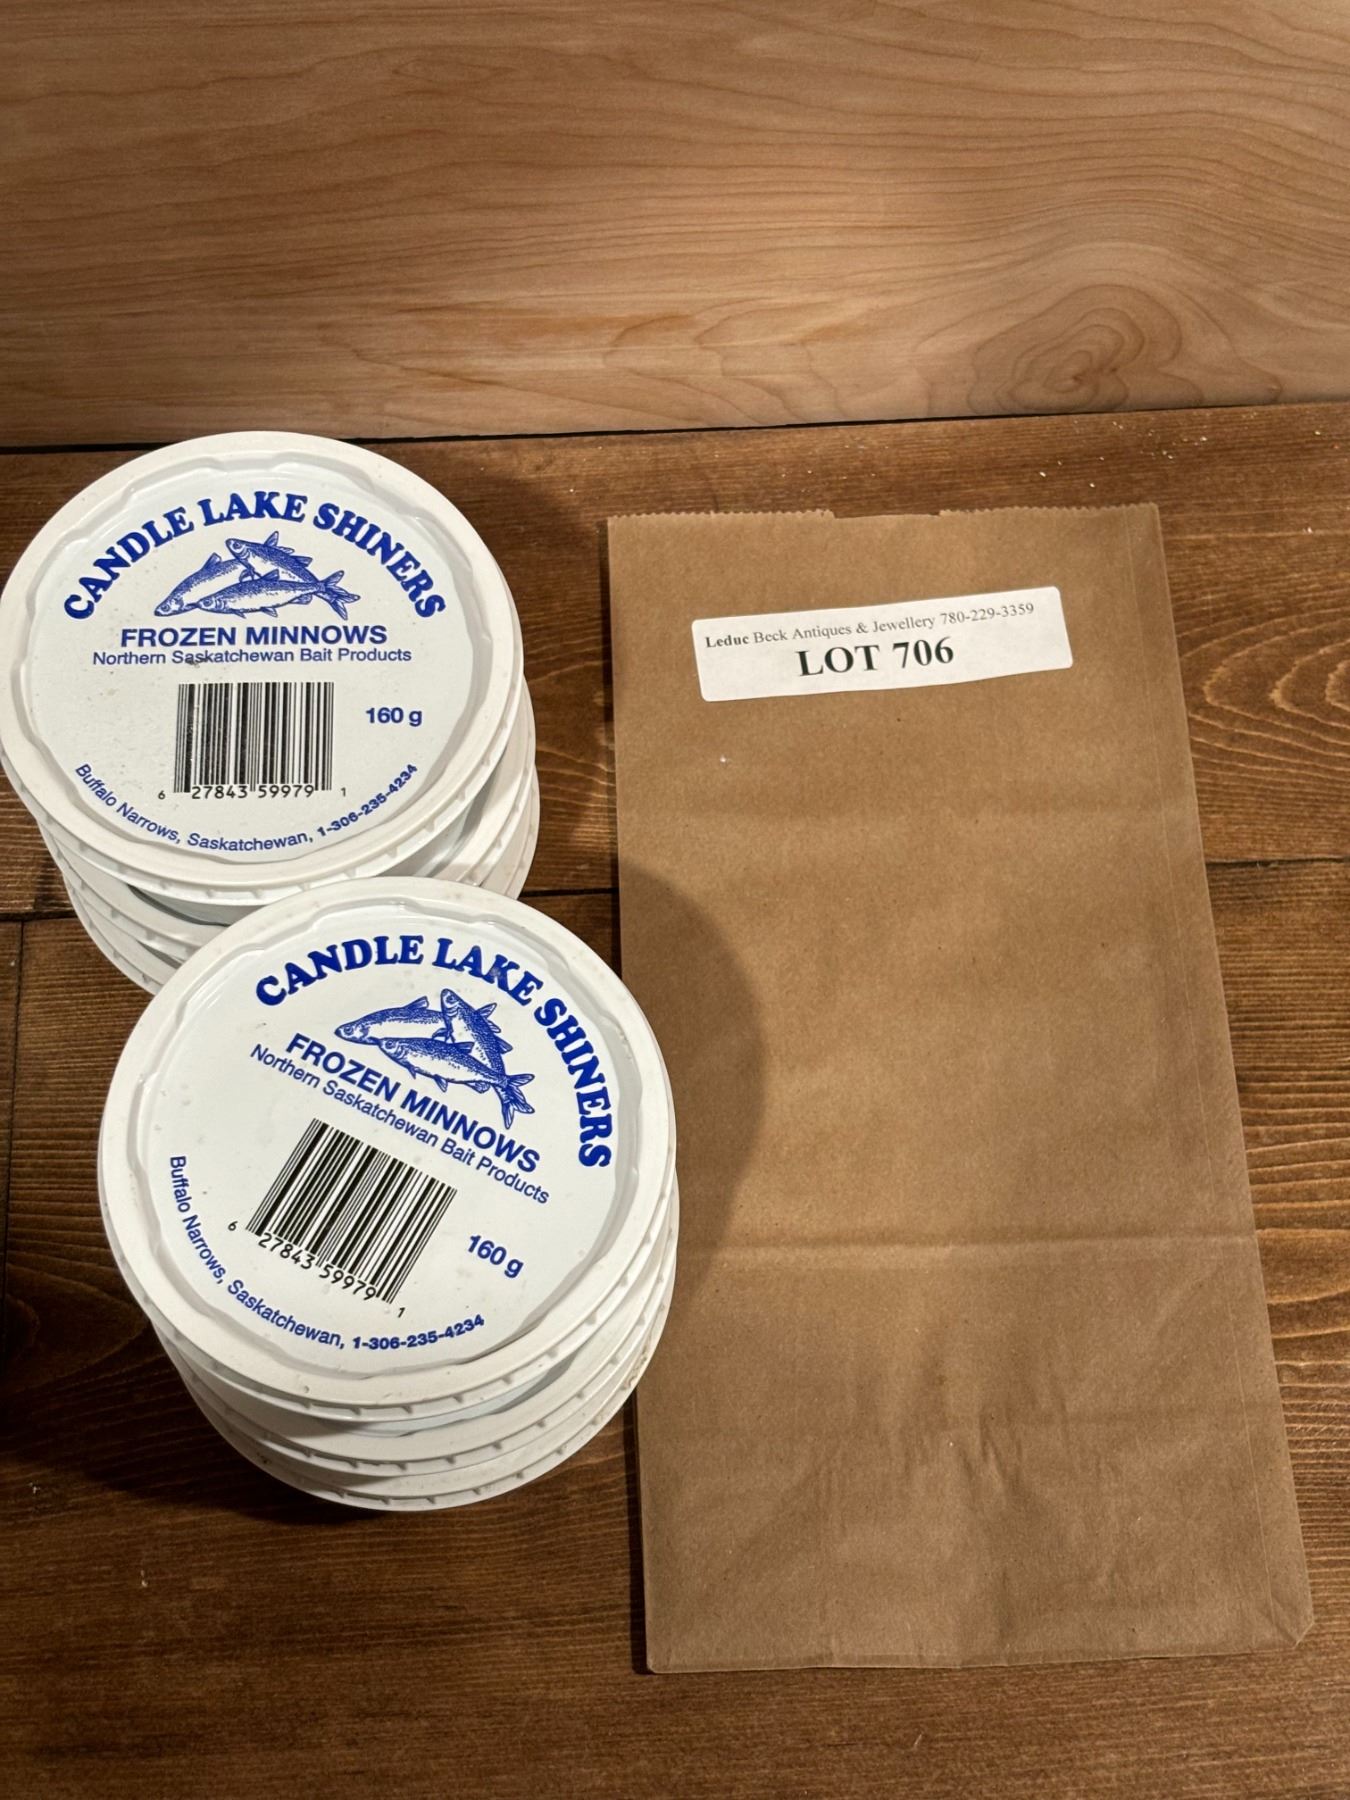 CANDLE LAKE SHINERS
FROZEN MINNOWS
Northern Saskatchewan Bait Products
160 g
6 27843 59979 1
Buffalo Narrows, Saskatchewan, 1-306-235-4234
Leduc Beck Antiques & Jewellery 780-229-3359
LOT 706
CANDLE LAKE SHINERS
FROZEN MINNOWS
Northern Saskatchewan Bait Products
160 g
6 27843 59979 1
Buffalo Narrows, Saskatchewan, 1-306-235-4234